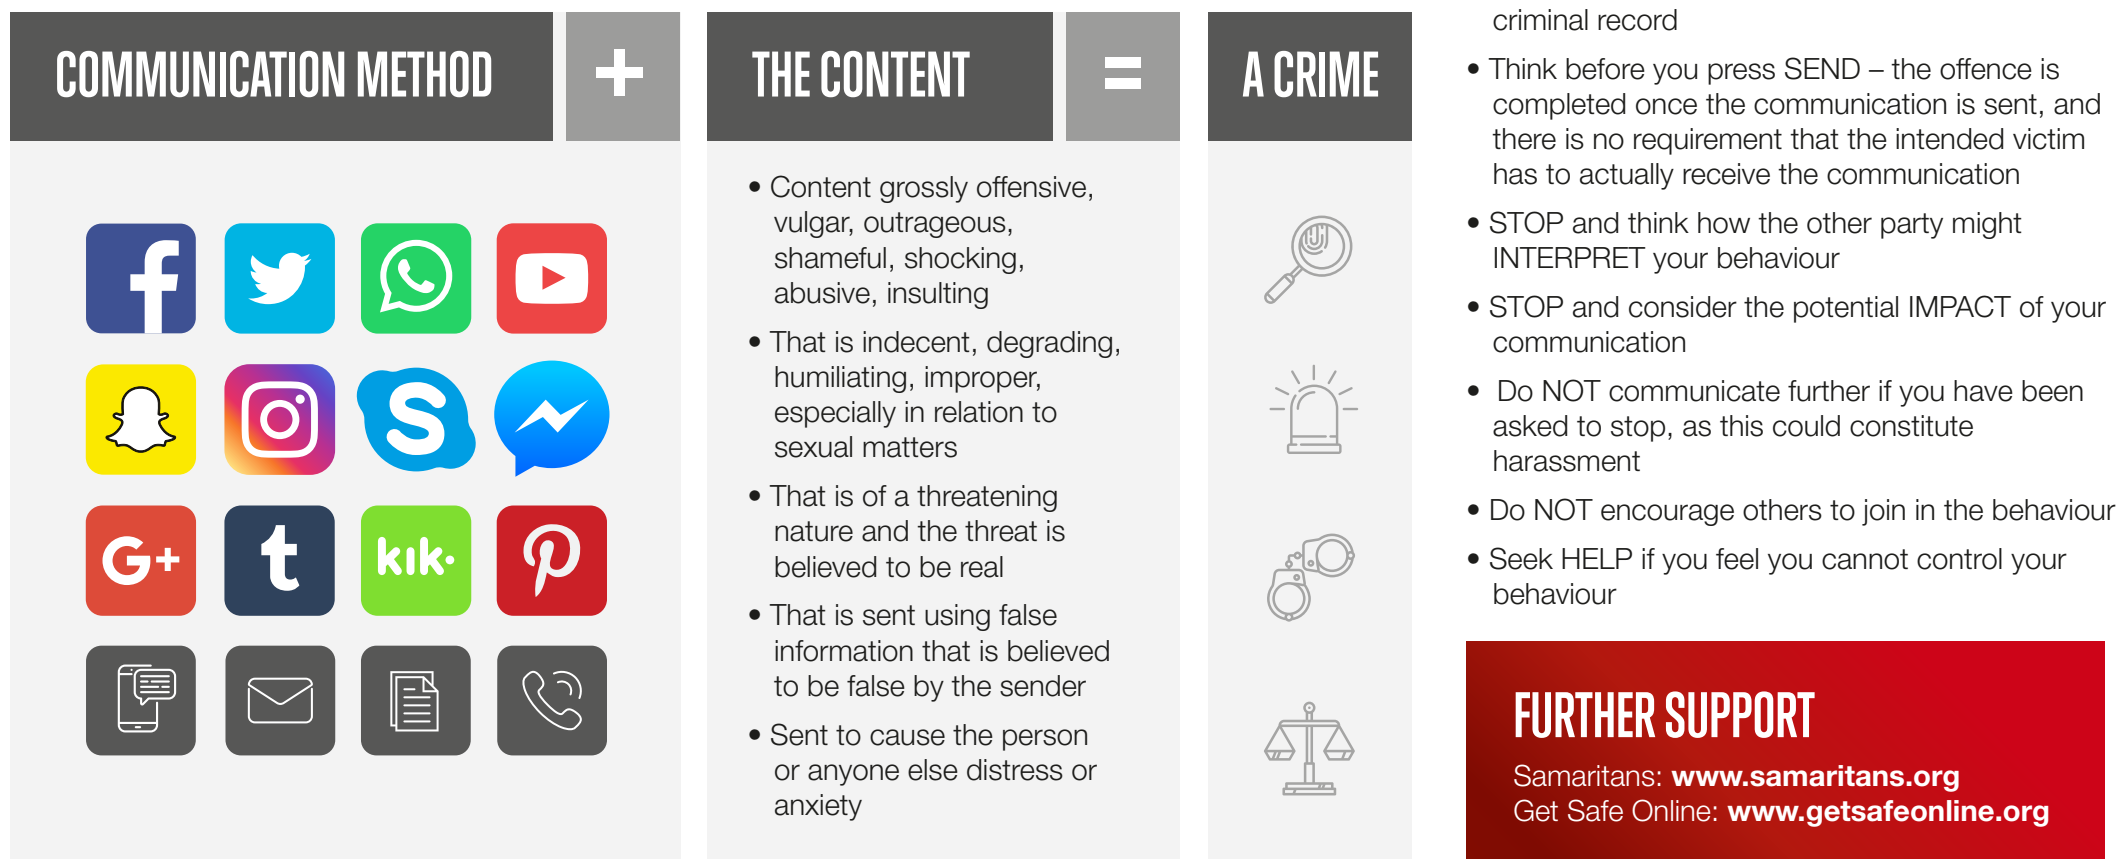 COMMUNICATION METHOD +
THE CONTENT =
A CRIME
f
S
G+
t
kik.
• Content grossly offensive,
vulgar, outrageous,
shameful, shocking,
abusive, insulting
• That is indecent, degrading,
humiliating, improper,
especially in relation to
sexual matters
• That is of a threatening
nature and the threat is
believed to be real
• That is sent using false
information that is believed
to be false by the sender
• Sent to cause the person
or anyone else distress or
anxiety
criminal record
• Think before you press SEND – the offence is
completed once the communication is sent, and
there is no requirement that the intended victim
has to actually receive the communication
• STOP and think how the other party might
INTERPRET your behaviour
• STOP and consider the potential IMPACT of your
communication
• Do NOT communicate further if you have been
asked to stop, as this could constitute
harassment
• Do NOT encourage others to join in the behaviour
• Seek HELP if you feel you cannot control your
behaviour
FURTHER SUPPORT
Samaritans: www.samaritans.org
Get Safe Online: www.getsafeonline.org